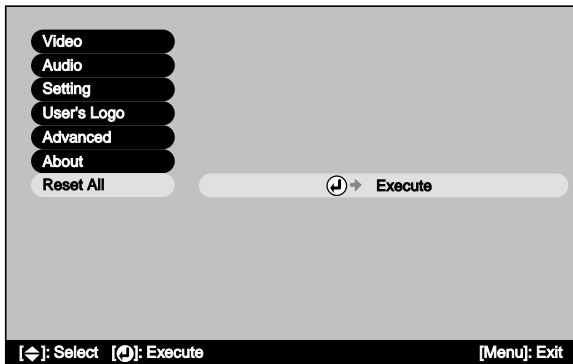 Video
Audio
Setting
User's Logo
Advanced
About
Reset All Execute
[]: Select []: Execute [Menu]: Exit